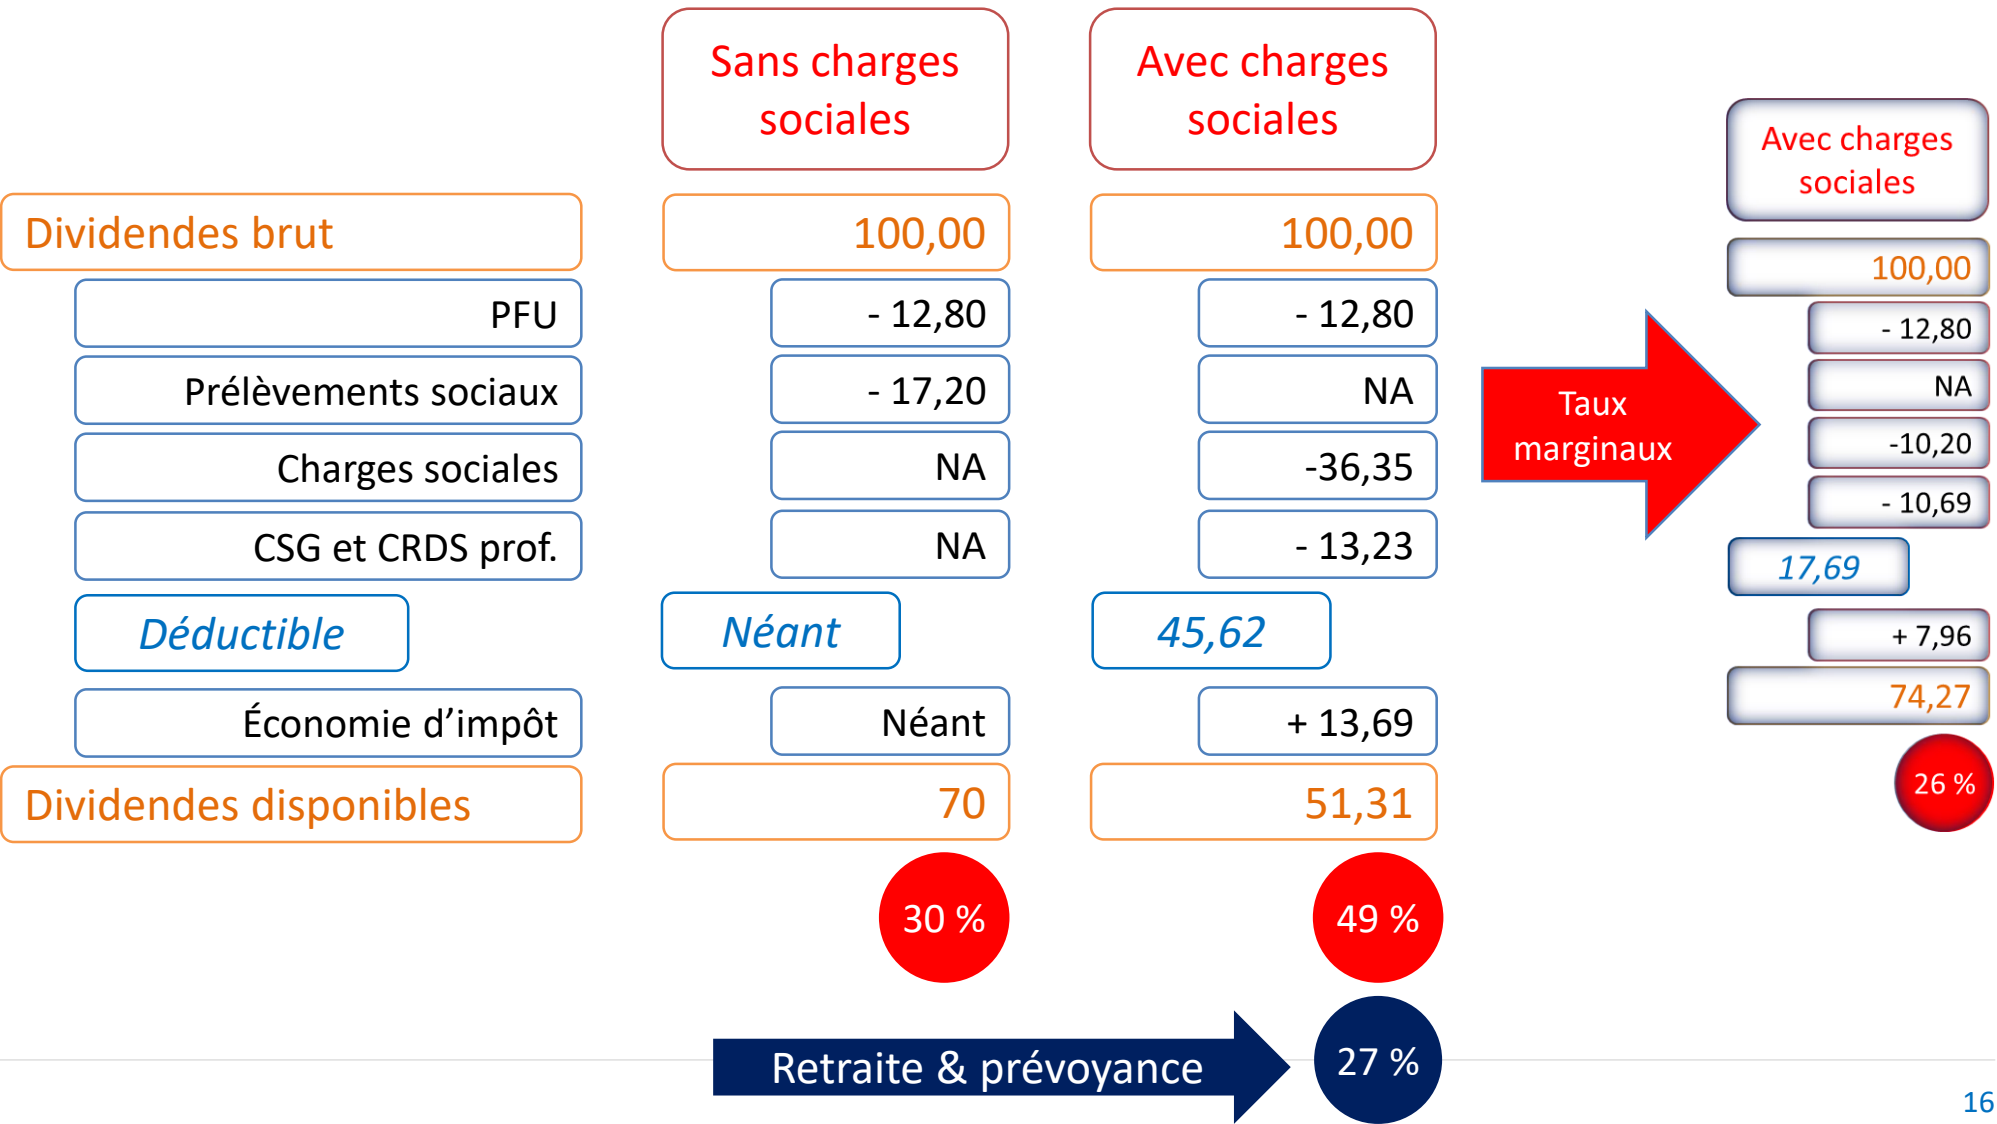 Sans charges
sociales
Avec charges
sociales
Avec charges
sociales
Dividendes brut
100,00
100,00
100,00
PFU
- 12,80
- 12,80
- 12,80
Prélèvements sociaux
- 17,20
NA
NA
Taux
marginaux
Charges sociales
NA
-36,35
-10,20
CSG et CRDS prof.
NA
- 13,23
- 10,69
Déductible
Néant
45,62
17,69
Économie d’impôt
Néant
+ 13,69
+ 7,96
Dividendes disponibles
70
51,31
74,27
30 %
49 %
26 %
Retraite & prévoyance
27 %
16